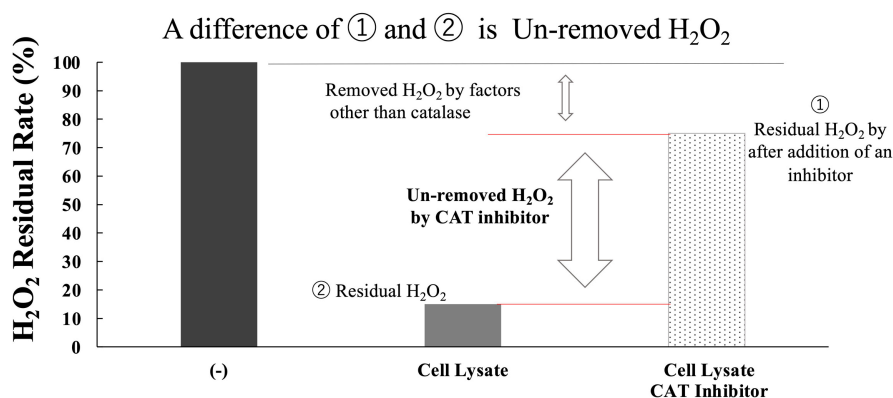 A difference of ① and ② is Un-removed H₂O₂
H₂O₂ Residual Rate (%)
100
90
80
70
60
50
40
30
20
10
0
Removed H₂O₂ by factors
other than catalase
①
Residual H₂O₂ by
after addition of an
inhibitor
Un-removed H₂O₂
by CAT inhibitor
② Residual H₂O₂
(-)
Cell Lysate
Cell Lysate
CAT Inhibitor